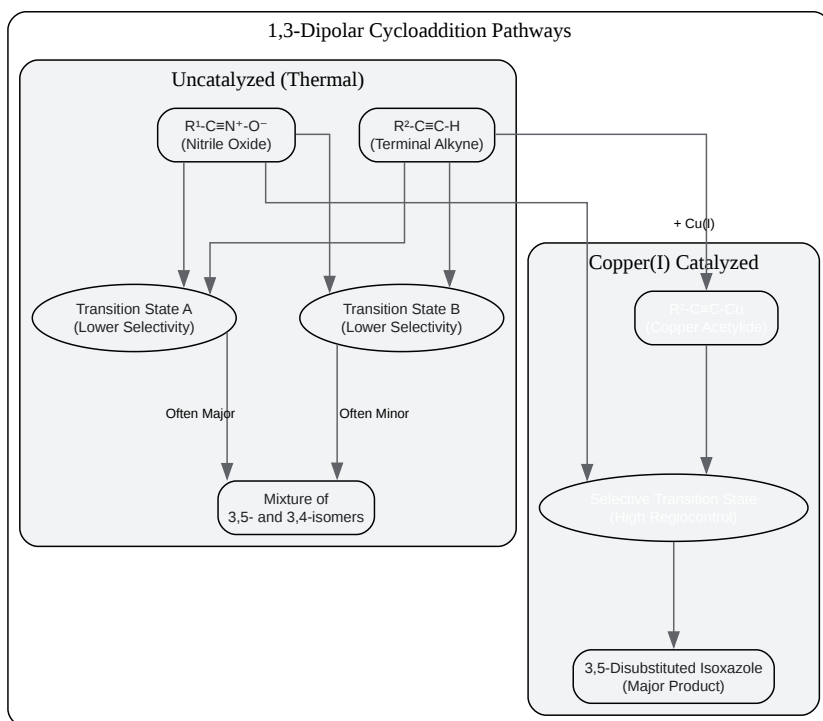 1,3-Dipolar Cycloaddition Pathways
Uncatalyzed (Thermal)
R¹-C≡N⁺-O⁻
(Nitrile Oxide)
R²-C≡C-H
(Terminal Alkyne)
+ Cu(I)
Copper(I) Catalyzed
Transition State A
(Lower Selectivity)
Transition State B
(Lower Selectivity)
R²-C≡C-Cu
(Copper Acetylide)
Often Major
Often Minor
Mixture of
3,5- and 3,4-isomers
Selective Transition State
(High Regiocontrol)
3,5-Disubstituted Isoxazole
(Major Product)